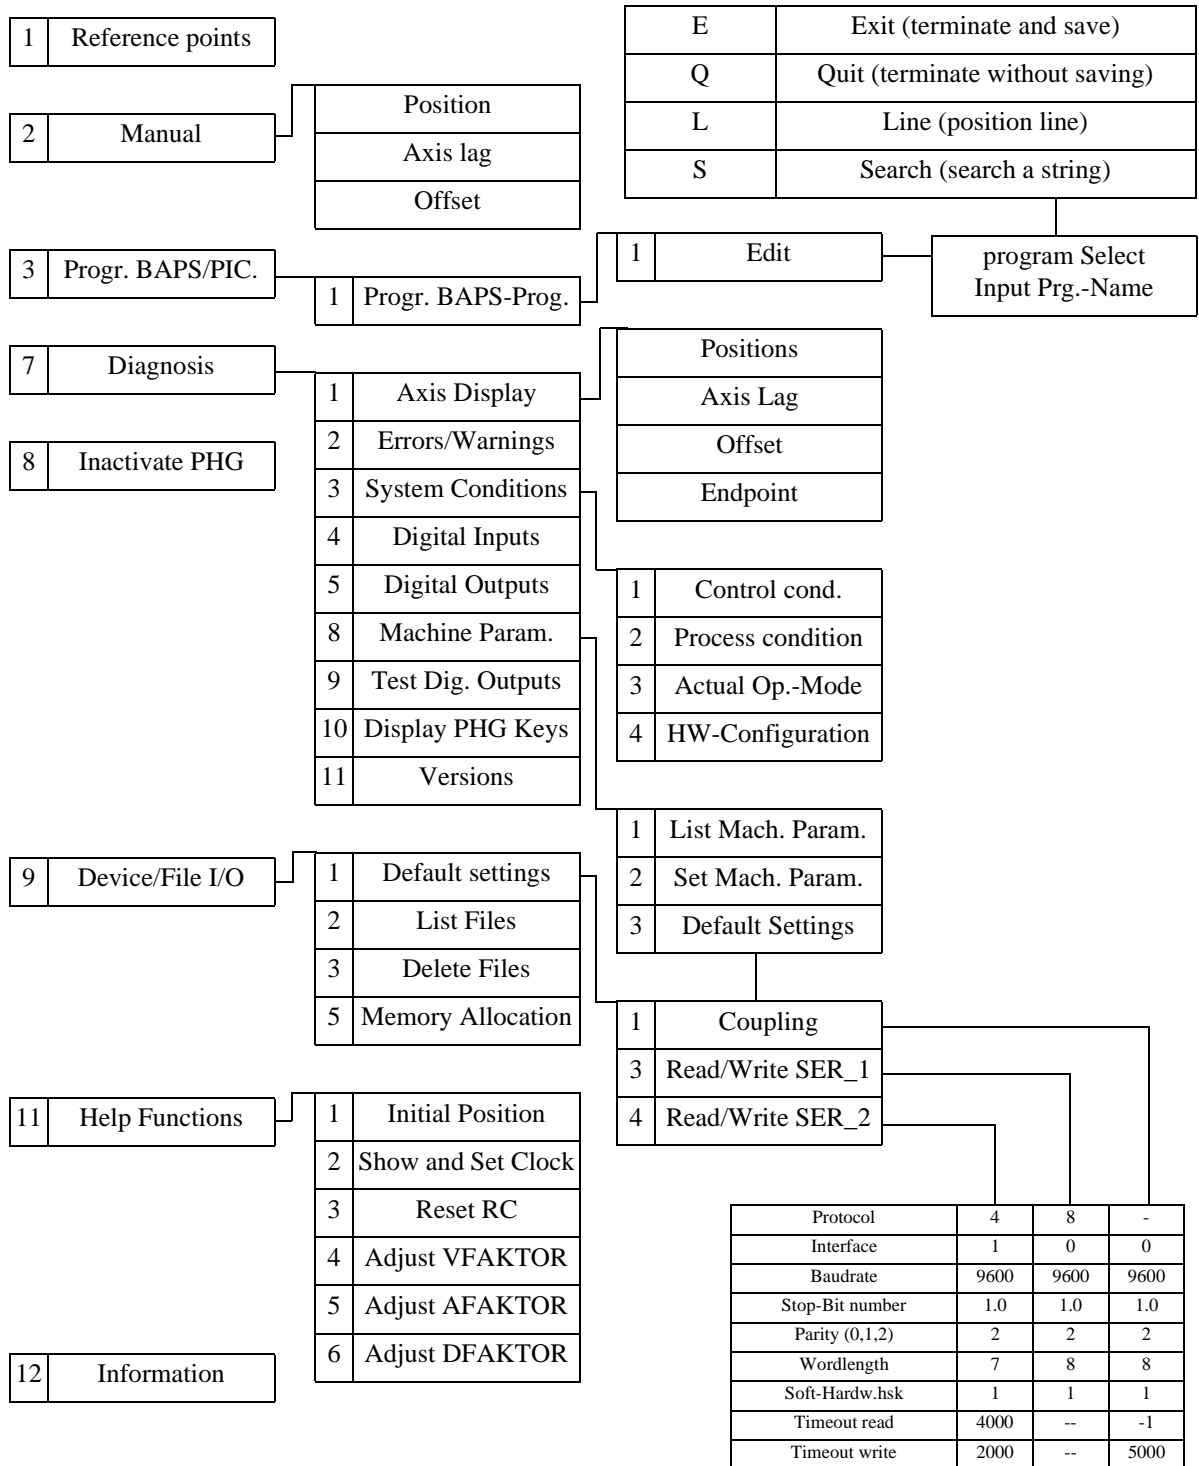 1 Reference points
2 Manual
Position
Axis lag
Offset
E Exit (terminate and save)
Q Quit (terminate without saving)
L Line (position line)
S Search (search a string)
3 Progr. BAPS/PIC.
1 Progr. BAPS-Prog.
1 Edit
program Select
Input Prg.-Name
7 Diagnosis
1 Axis Display
2 Errors/Warnings
3 System Conditions
4 Digital Inputs
5 Digital Outputs
8 Machine Param.
9 Test Dig. Outputs
10 Display PHG Keys
11 Versions
Positions
Axis Lag
Offset
Endpoint
8 Inactivate PHG
1 Control cond.
2 Process condition
3 Actual Op.-Mode
4 HW-Configuration
1 List Mach. Param.
2 Set Mach. Param.
3 Default Settings
9 Device/File I/O
1 Default settings
2 List Files
3 Delete Files
5 Memory Allocation
1 Coupling
3 Read/Write SER_1
4 Read/Write SER_2
11 Help Functions
1 Initial Position
2 Show and Set Clock
3 Reset RC
4 Adjust VFAKTOR
5 Adjust AFAKTOR
6 Adjust DFAKTOR
12 Information
Protocol 4 8 -
Interface 1 0 0
Baudrate 9600 9600 9600
Stop-Bit number 1.0 1.0 1.0
Parity (0,1,2) 2 2 2
Wordlength 7 8 8
Soft-Hardw.hsk 1 1 1
Timeout read 4000 -- -1
Timeout write 2000 -- 5000